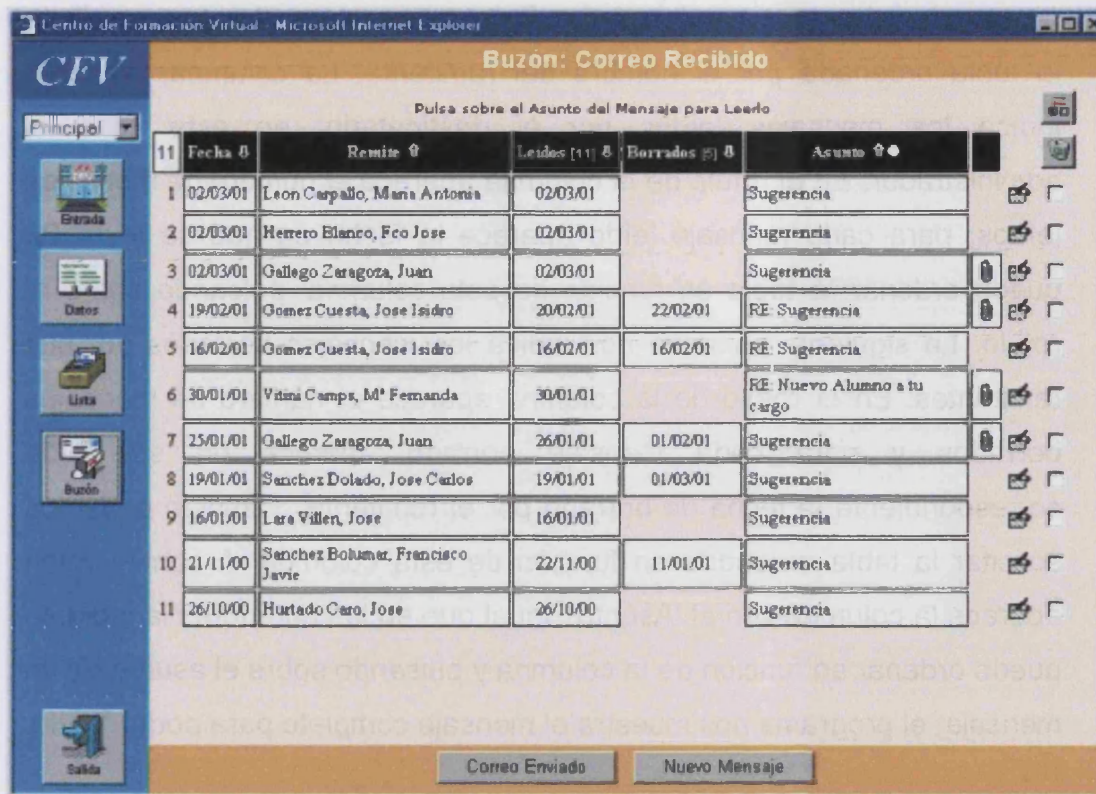 Centro de Formación Virtual - Microsoft Internet Explorer
CFV
Buzón: Correo Recibido
Pulsa sobre el Asunto del Mensaje para Leerlo
Principal
Entrada
Datos
Lista
Buzón
Salida
11 Fecha Remite Leidos [11] Borrados [5] Asunto
1 02/03/01 Leon Carpallo, Maria Antonia 02/03/01 Sugerencia
2 02/03/01 Herrero Blanco, Fco Jose 02/03/01 Sugerencia
3 02/03/01 Gallego Zaragoza, Juan 02/03/01 Sugerencia
4 19/02/01 Gomez Cuesta, Jose Isidro 20/02/01 22/02/01 RE: Sugerencia
5 16/02/01 Gomez Cuesta, Jose Isidro 16/02/01 16/02/01 RE: Sugerencia
6 30/01/01 Vitini Camps, Mª Fernanda 30/01/01 RE: Nuevo Alumno a tu
cargo
7 25/01/01 Gallego Zaragoza, Juan 26/01/01 01/02/01 Sugerencia
8 19/01/01 Sanchez Dolado, Jose Carlos 19/01/01 01/03/01 Sugerencia
9 16/01/01 Lara Villen, Jose 16/01/01 Sugerencia
10 21/11/00 Sanchez Bolumar, Francisco
Javie 22/11/00 11/01/01 Sugerencia
11 26/10/00 Hurtado Caro, Jose 26/10/00 Sugerencia
Correo Enviado Nuevo Mensaje